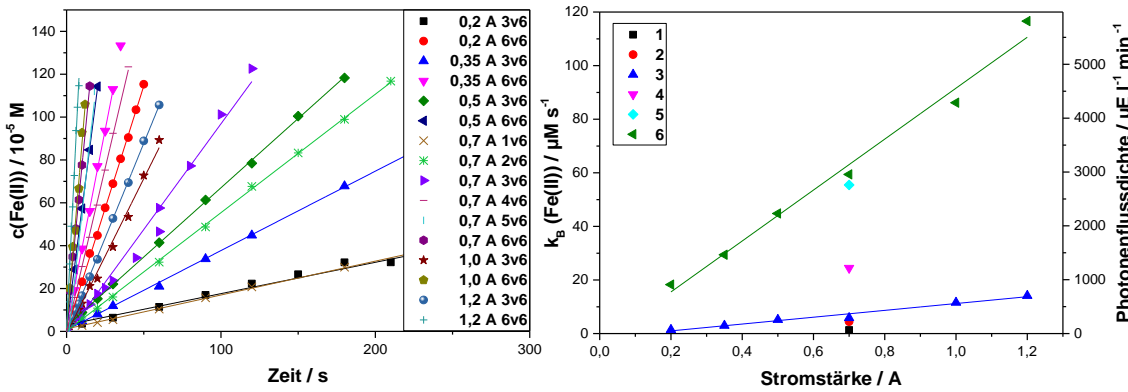 c(Fe(II)) / 10⁻⁵ M
140
120
100
80
60
40
20
0
0
100
200
300
Zeit / s
0,2 A 3v6
0,2 A 6v6
0,35 A 3v6
0,35 A 6v6
0,5 A 3v6
0,5 A 6v6
0,7 A 1v6
0,7 A 2v6
0,7 A 3v6
0,7 A 4v6
0,7 A 5v6
0,7 A 6v6
1,0 A 3v6
1,0 A 6v6
1,2 A 3v6
1,2 A 6v6
k_B (Fe(II)) / µM s⁻¹
120
100
80
60
40
20
0
1
2
3
4
5
6
0,0
0,2
0,4
0,6
0,8
1,0
1,2
Stromstärke / A
5000
4000
3000
2000
1000
0
Photonenflussdichte / µE l⁻¹ min⁻¹